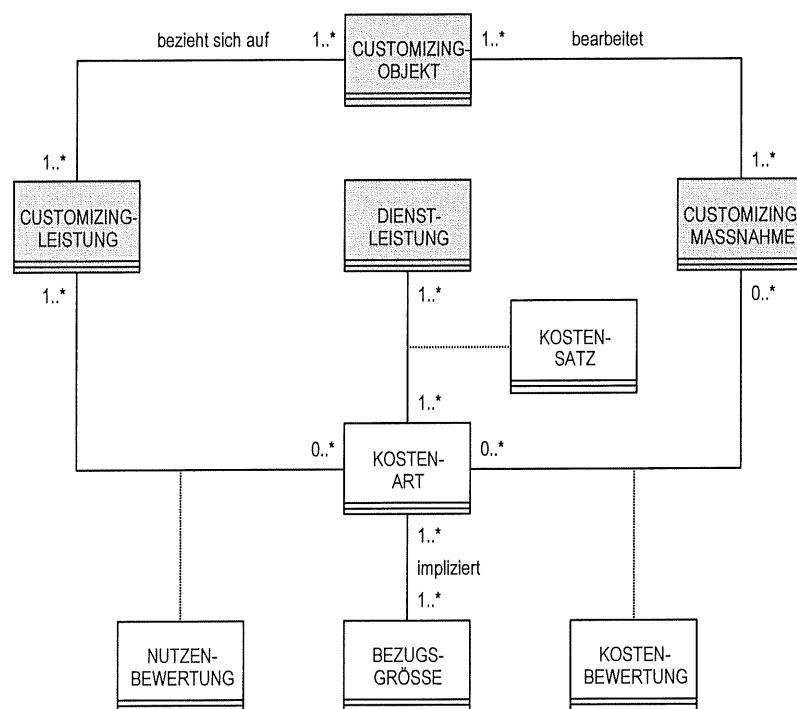 bezieht sich auf
1..*
CUSTOMIZING-
OBJEKT
1..*
bearbeitet
1..*
1..*
CUSTOMIZING-
LEISTUNG
DIENST-
LEISTUNG
CUSTOMIZING
MASSNAHME
1..*
1..*
0..*
KOSTEN-
SATZ
1..*
0..*
KOSTEN-
ART
0..*
1..*
impliziert
1..*
NUTZEN-
BEWERTUNG
BEZUGS-
GRÖSSE
KOSTEN-
BEWERTUNG